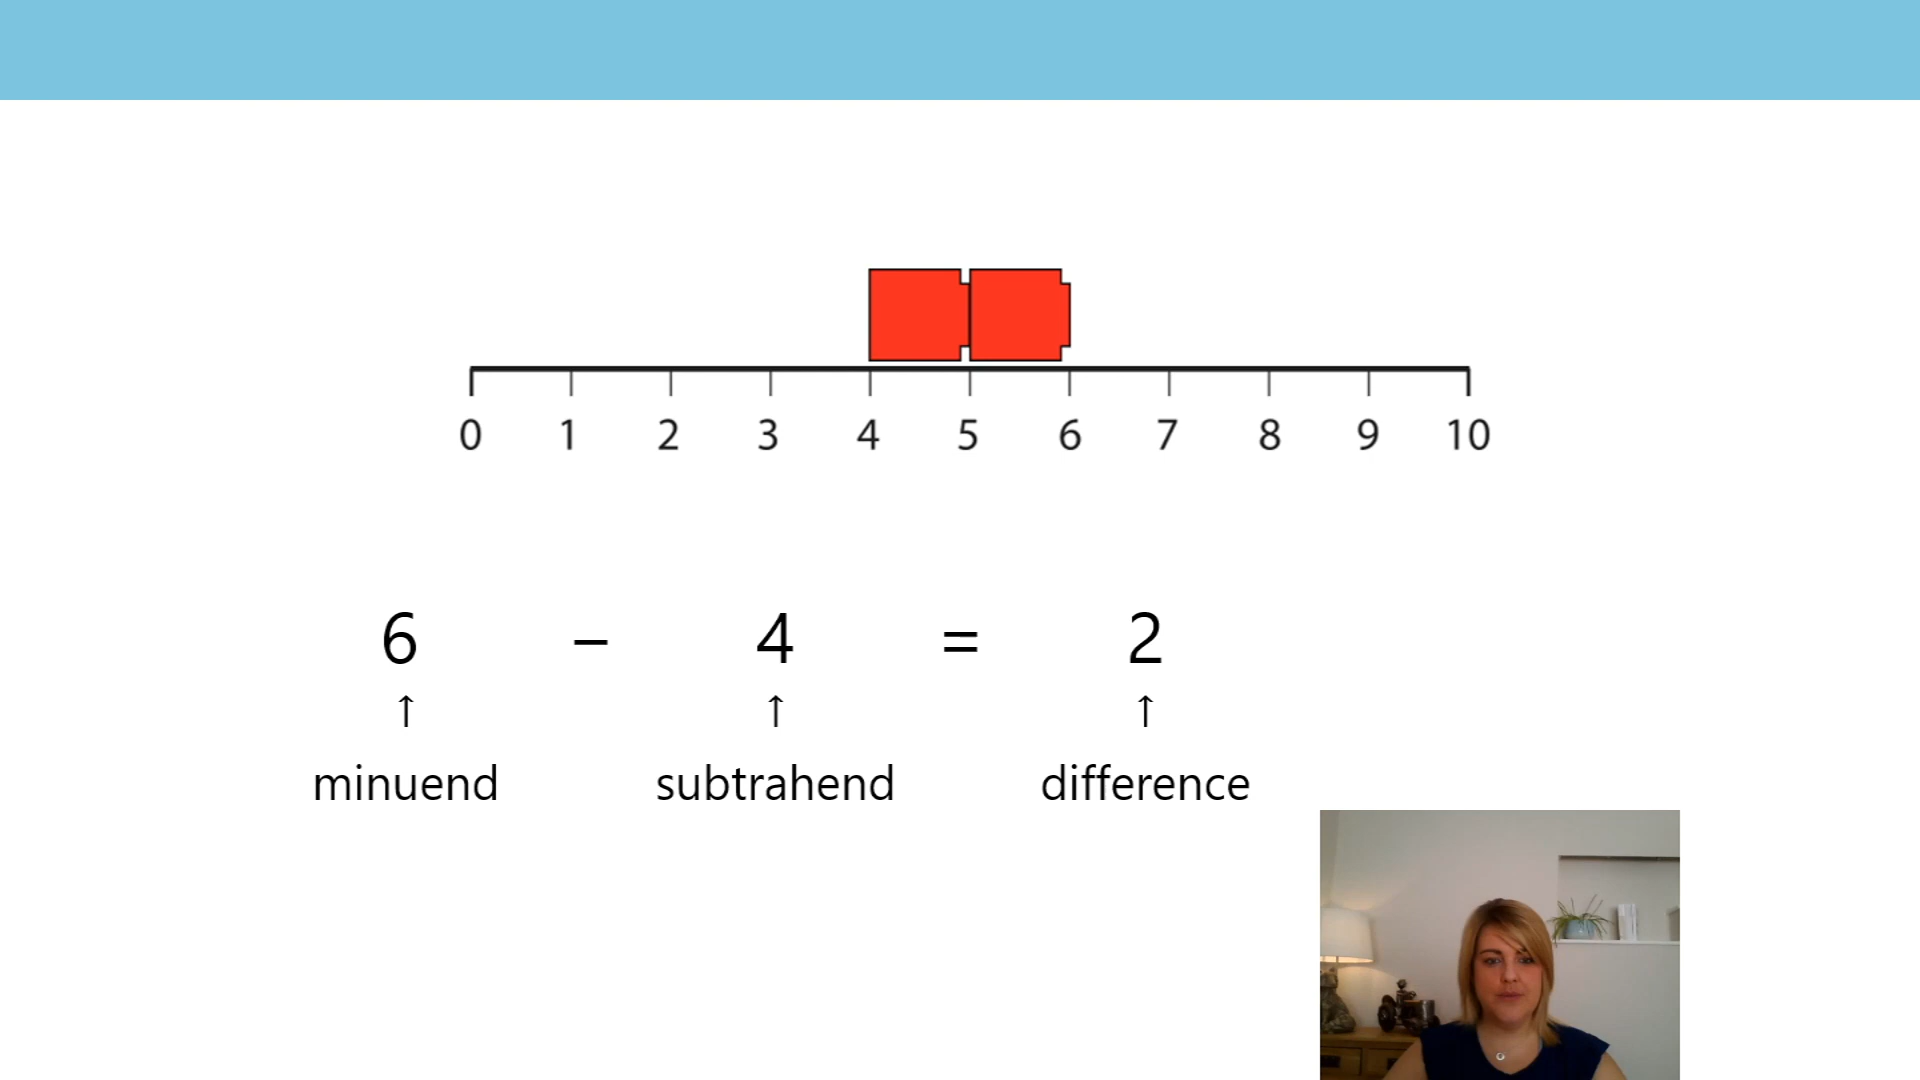 0 1 2 3 4 5 6 7 8 9 10
6 – 4 = 2
↑ ↑ ↑
minuend subtrahend difference